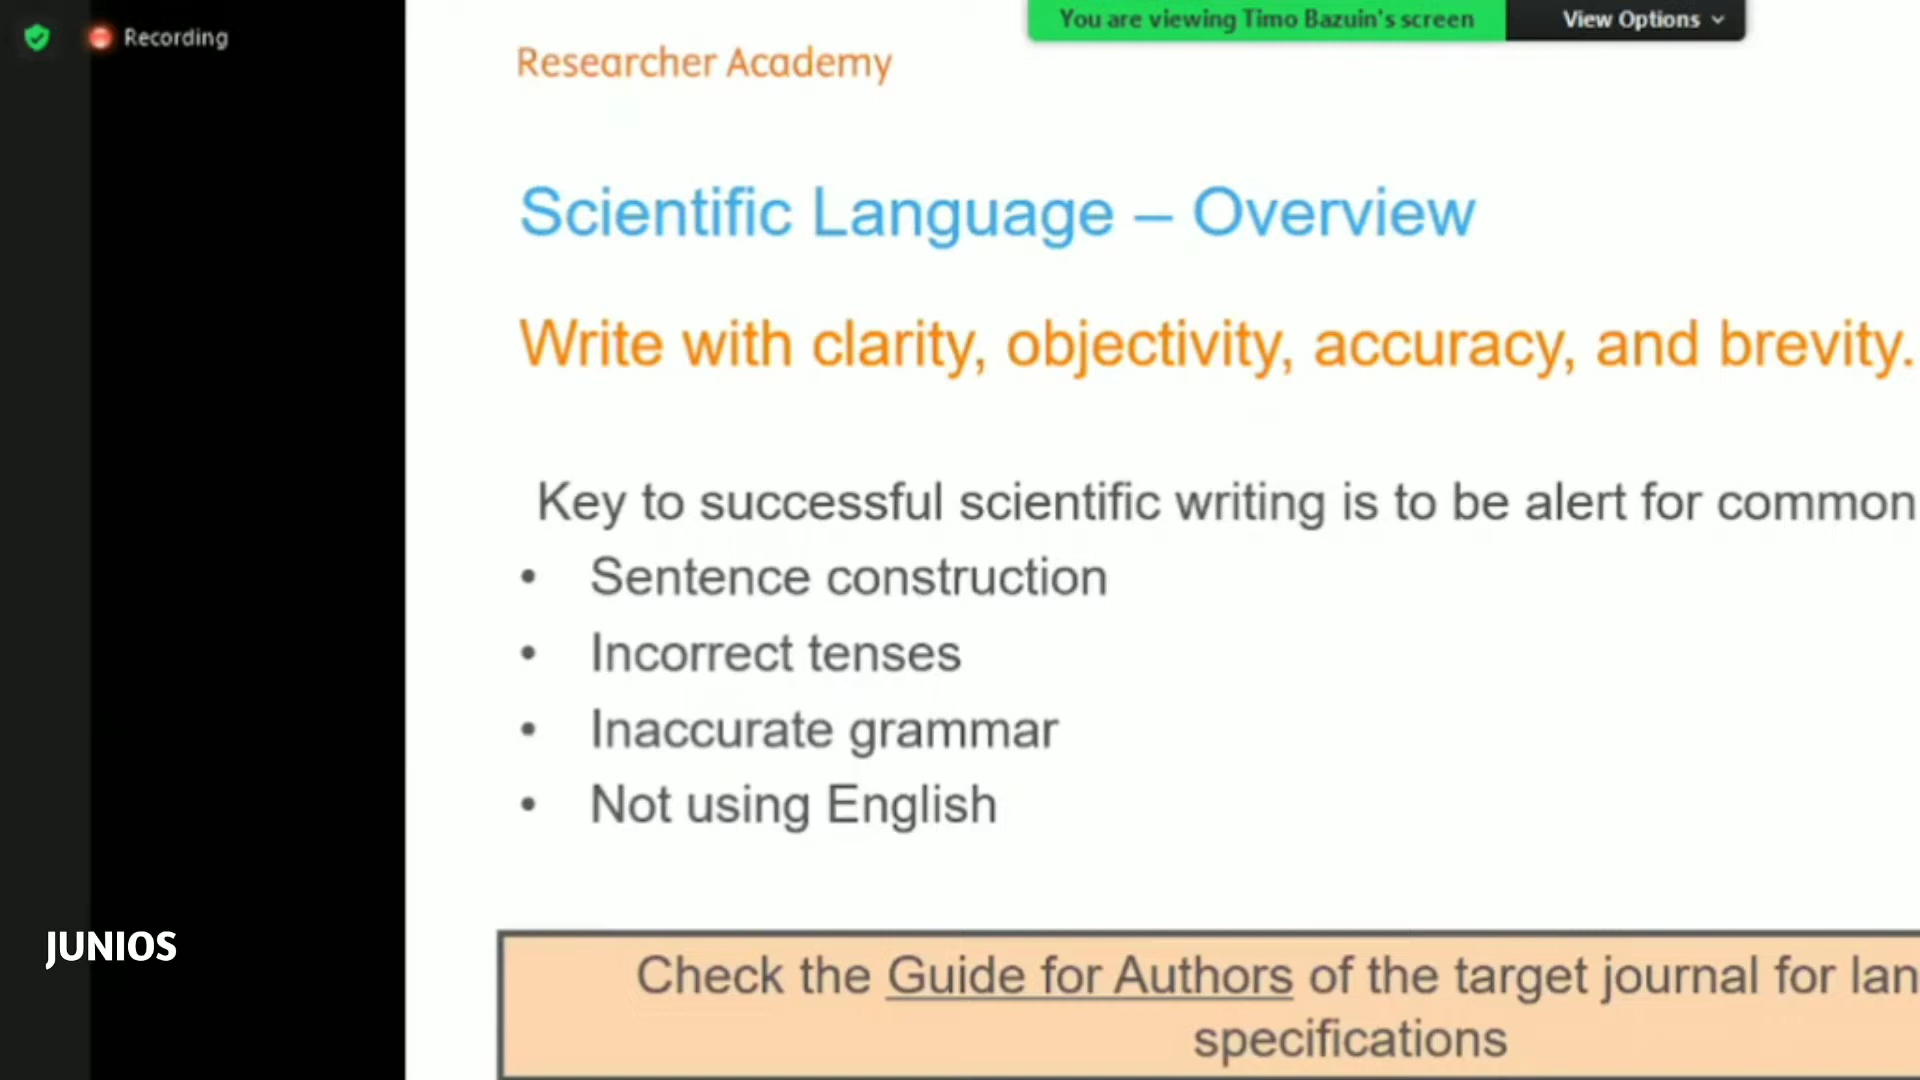 Recording
You are viewing Timo Bazuin's screen
View Options
Researcher Academy
Scientific Language – Overview
Write with clarity, objectivity, accuracy, and brevity.
Key to successful scientific writing is to be alert for common
• Sentence construction
• Incorrect tenses
• Inaccurate grammar
• Not using English
Check the Guide for Authors of the target journal for lan
specifications
JUNIOS